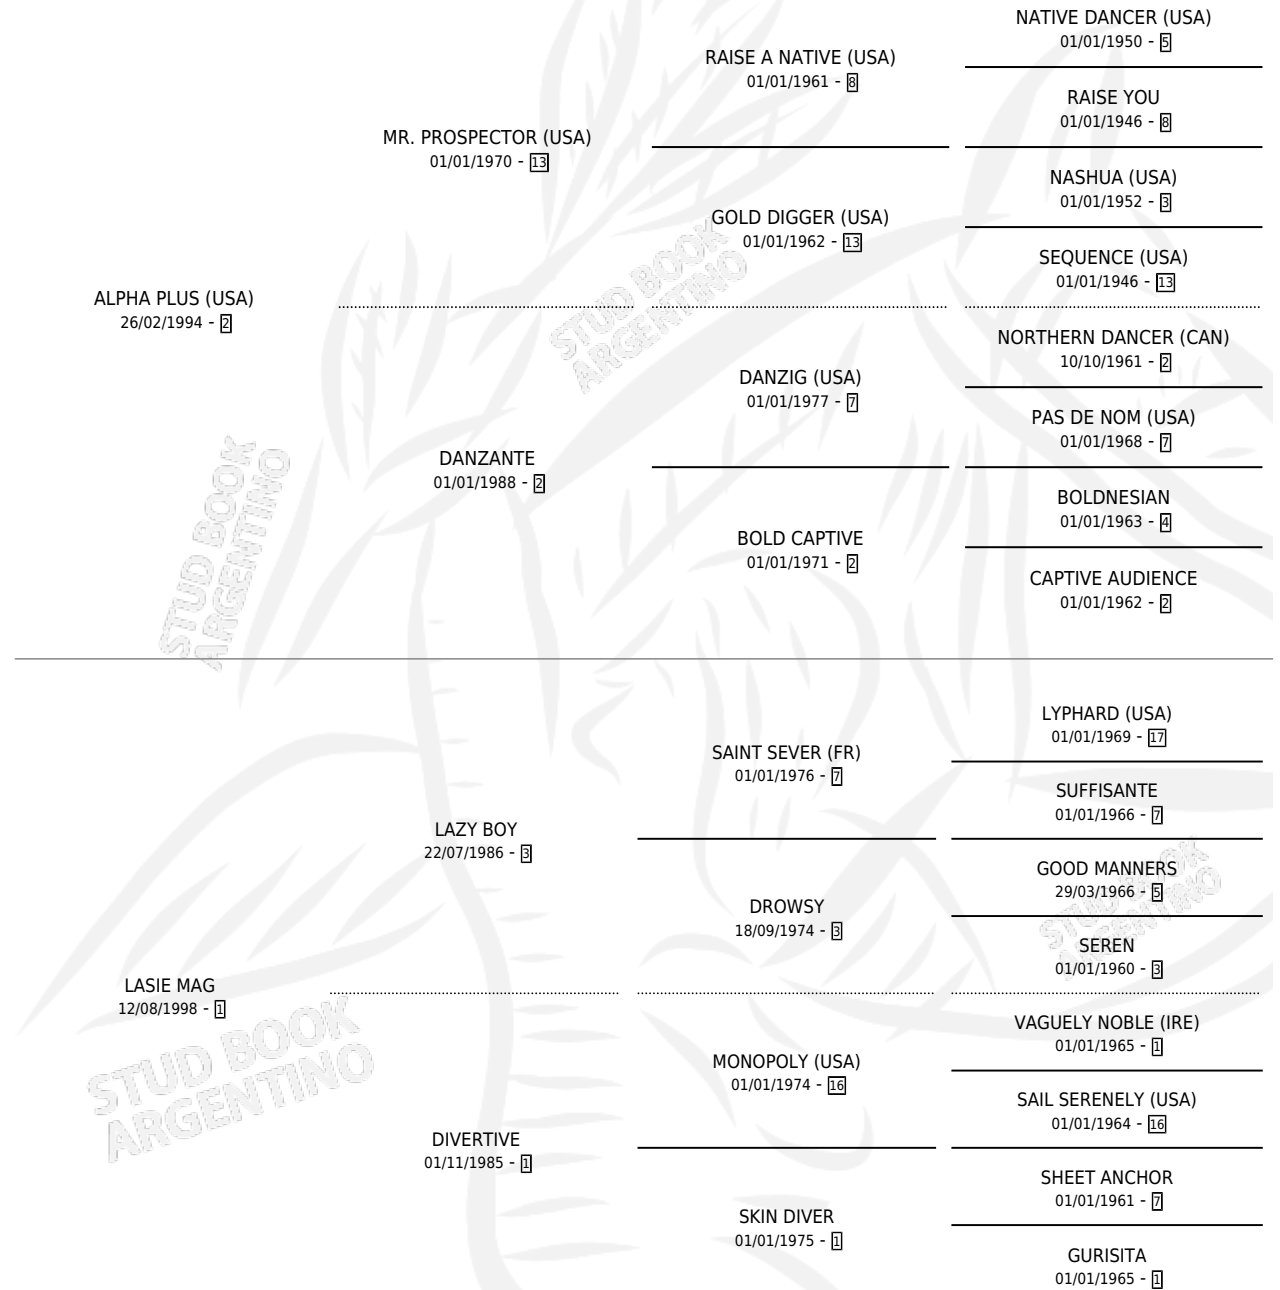 NATIVE DANCER (USA)
01/01/1950 - 5
RAISE A NATIVE (USA)
01/01/1961 - 8
RAISE YOU
01/01/1946 - 8
MR. PROSPECTOR (USA)
01/01/1970 - 13
NASHUA (USA)
01/01/1952 - 3
GOLD DIGGER (USA)
01/01/1962 - 13
SEQUENCE (USA)
01/01/1946 - 13
ALPHA PLUS (USA)
26/02/1994 - 2
STUD BOOK
ARGENTINO
NORTHERN DANCER (CAN)
10/10/1961 - 2
DANZIG (USA)
01/01/1977 - 7
PAS DE NOM (USA)
01/01/1968 - 7
DANZANTE
01/01/1988 - 2
BOLDNESIAN
01/01/1963 - 4
BOLD CAPTIVE
01/01/1971 - 2
CAPTIVE AUDIENCE
01/01/1962 - 2
STUD BOOK
ARGENTINO
LYPHARD (USA)
01/01/1969 - 17
SAINT SEVER (FR)
01/01/1976 - 7
SUFFISANTE
01/01/1966 - 7
LAZY BOY
22/07/1986 - 3
GOOD MANNERS
29/03/1966 - 5
DROWSY
18/09/1974 - 3
STUD BOOK
ARGENTINO
SEREN
01/01/1960 - 3
LASIE MAG
12/08/1998 - 1
VAGUELY NOBLE (IRE)
01/01/1965 - 1
MONOPOLY (USA)
01/01/1974 - 16
STUD BOOK
ARGENTINO
SAIL SERENELY (USA)
01/01/1964 - 16
DIVERTIVE
01/11/1985 - 1
SHEET ANCHOR
01/01/1961 - 7
SKIN DIVER
01/01/1975 - 1
GURISITA
01/01/1965 - 1